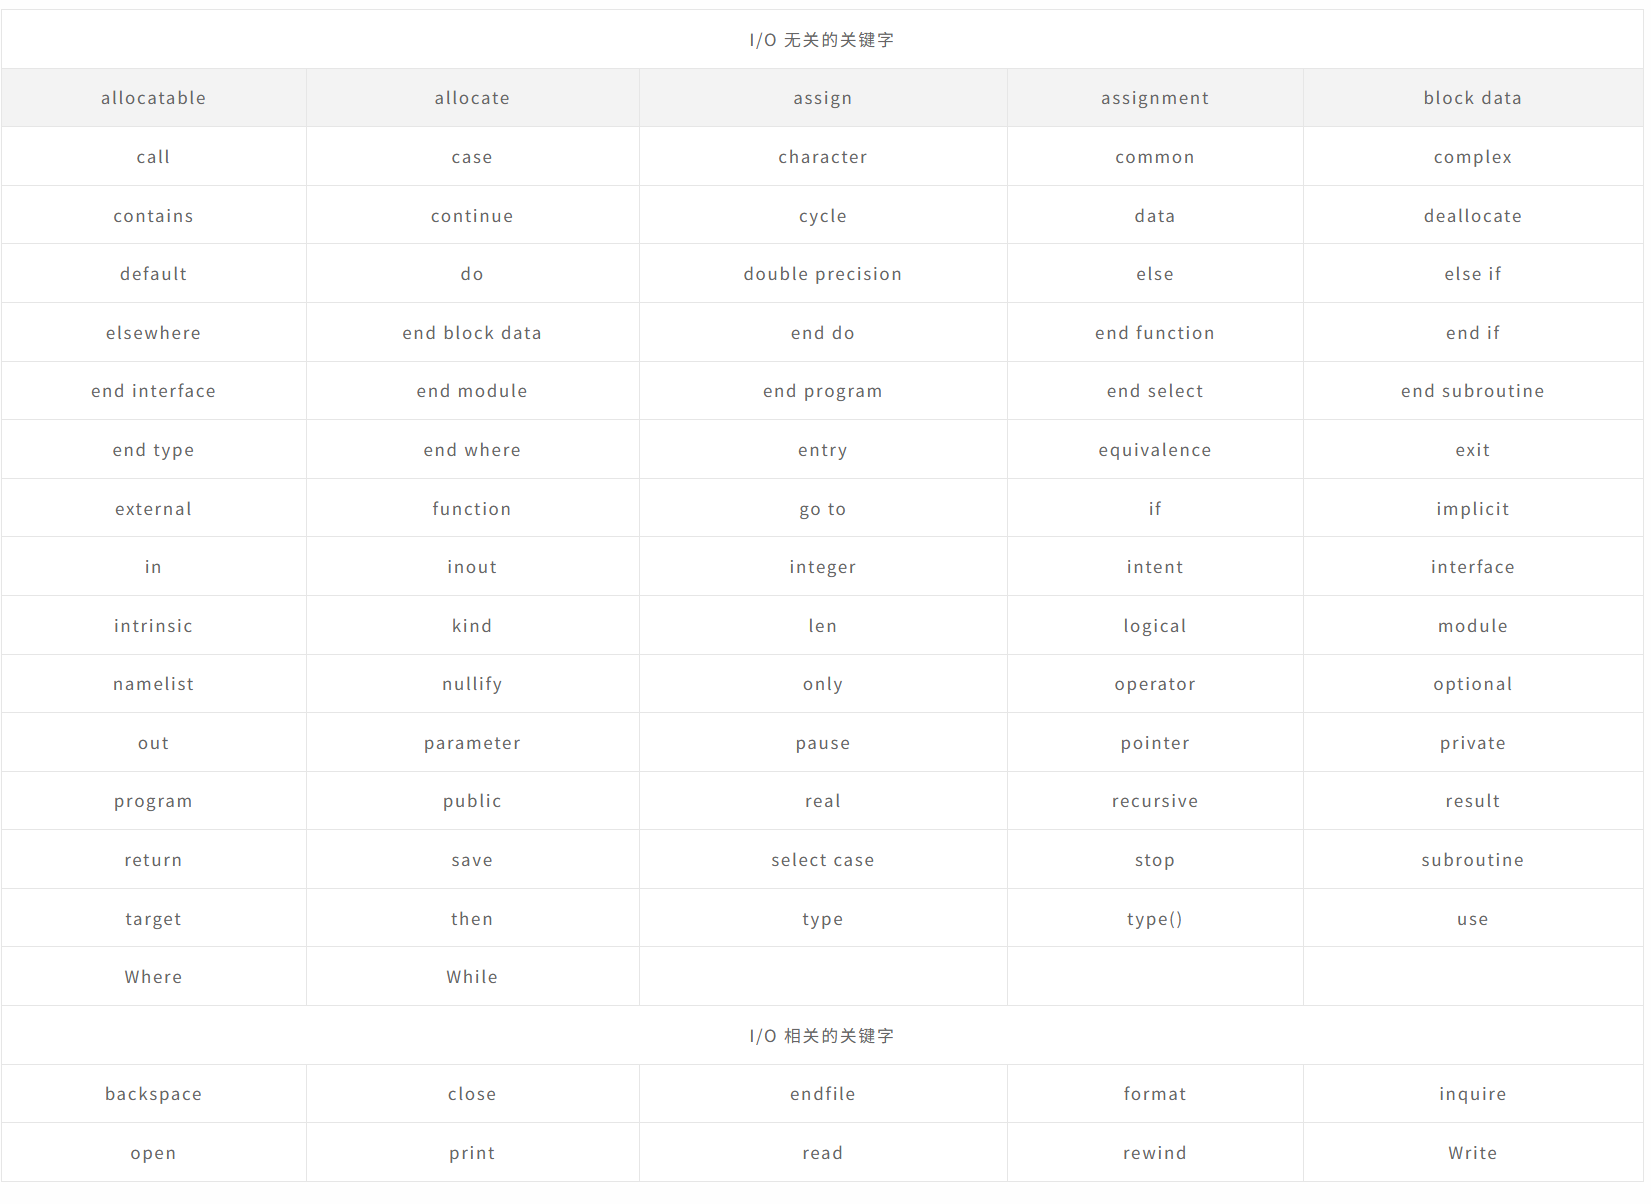 I/O 无关的关键字
allocatable allocate assign assignment block data
call case character common complex
contains continue cycle data deallocate
default do double precision else else if
elsewhere end block data end do end function end if
end interface end module end program end select end subroutine
end type end where entry equivalence exit
external function go to if implicit
in inout integer intent interface
intrinsic kind len logical module
namelist nullify only operator optional
out parameter pause pointer private
program public real recursive result
return save select case stop subroutine
target then type type() use
Where While
I/O 相关的关键字
backspace close endfile format inquire
open print read rewind Write